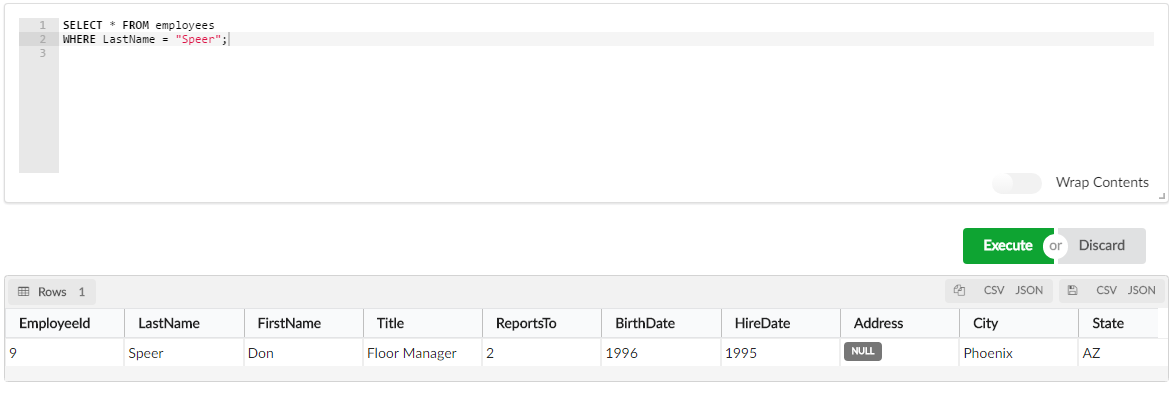 1 SELECT * FROM employees
2 WHERE LastName = "Speer";
3
Wrap Contents
Execute or Discard
Rows 1 CSV JSON CSV JSON
EmployeeId LastName FirstName Title ReportsTo BirthDate HireDate Address City State
9 Speer Don Floor Manager 2 1996 1995 NULL Phoenix AZ